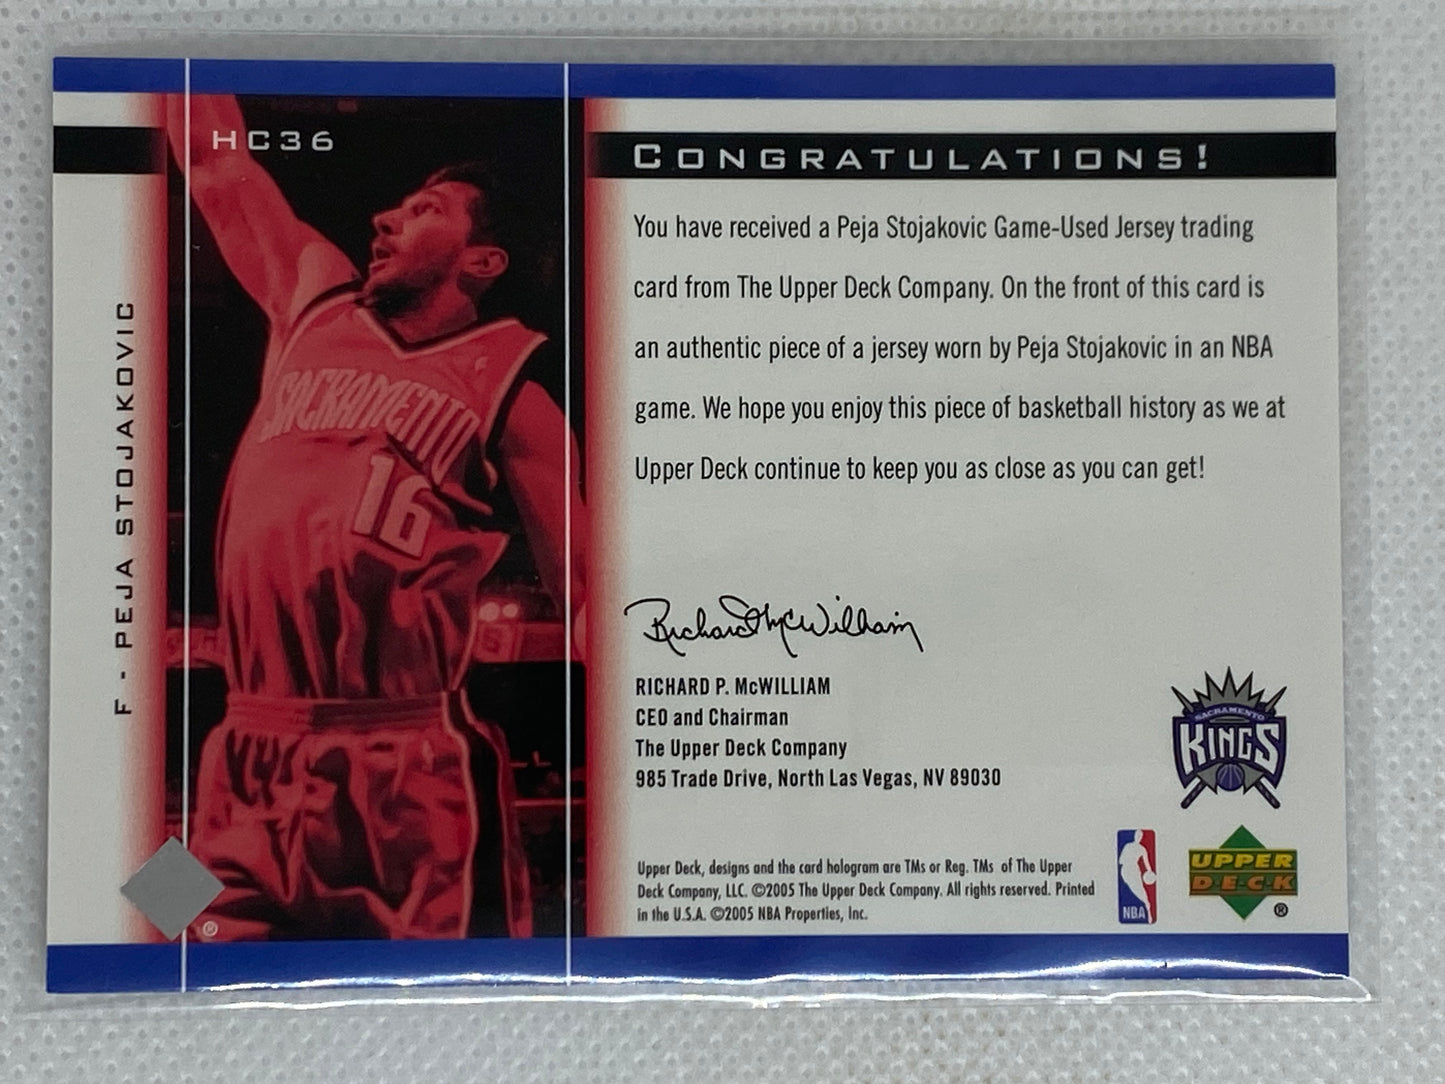 HC36
F - PEJA STOJAKOVIC
SACRAMENTO
16
CONGRATULATIONS!
You have received a Peja Stojakovic Game-Used Jersey trading
card from The Upper Deck Company. On the front of this card is
an authentic piece of a jersey worn by Peja Stojakovic in an NBA
game. We hope you enjoy this piece of basketball history as we at
Upper Deck continue to keep you as close as you can get!
Richard McWilliam
RICHARD P. McWILLIAM
CEO and Chairman
The Upper Deck Company
985 Trade Drive, North Las Vegas, NV 89030
SACRAMENTO
KINGS
Upper Deck, designs and the card hologram are TMs or Reg. TMs of The Upper
Deck Company, LLC. ©2005 The Upper Deck Company. All rights reserved. Printed
in the U.S.A. ©2005 NBA Properties, Inc.
NBA
UPPER
DECK
®
®